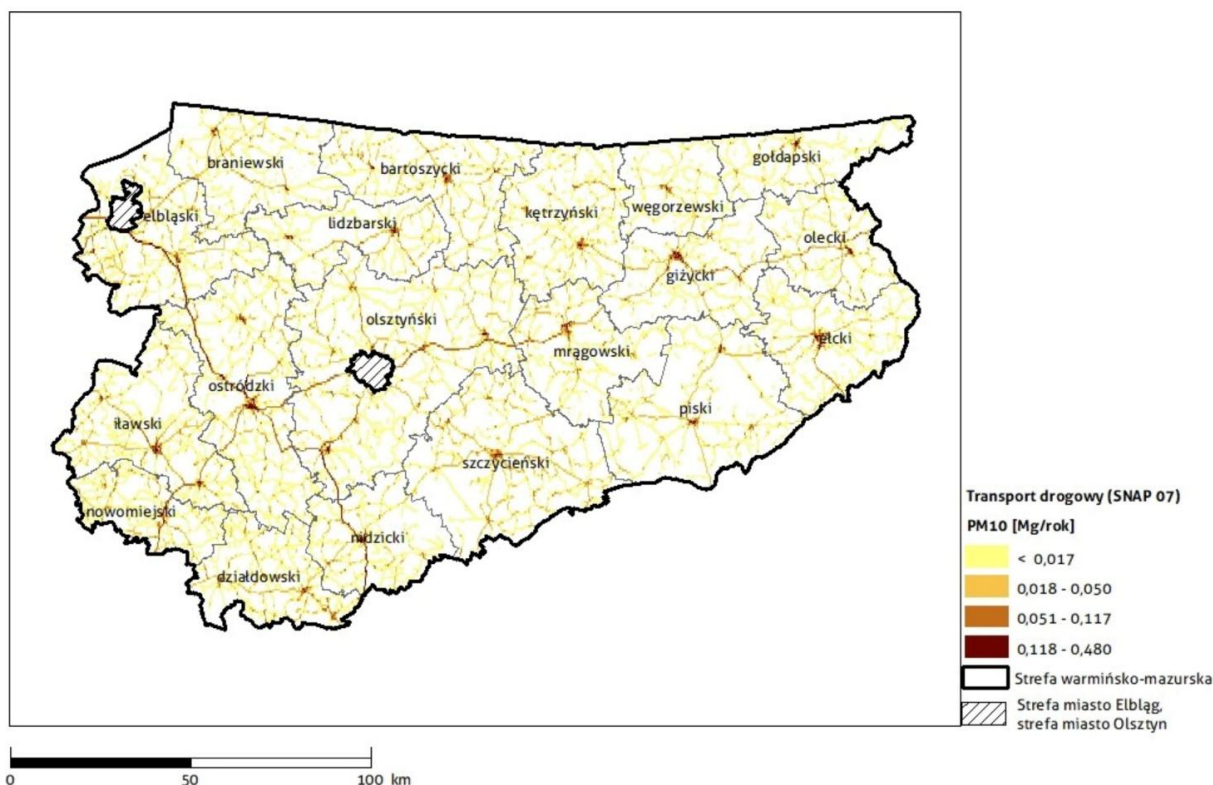 gołdapski
braniewski
bartoszycki
kętrzyński
węgorzewski
elbląski
lidzbarski
olecki
giżycki
olsztyński
ełcki
mrągowski
ostródzki
piski
iławski
szczycieński
nowomiejski
nidzicki
działdowski
Transport drogowy (SNAP 07)
PM10 [Mg/rok]
< 0,017
0,018 - 0,050
0,051 - 0,117
0,118 - 0,480
Strefa warmińsko-mazurska
Strefa miasto Elbląg,
strefa miasto Olsztyn
0 50 100 km